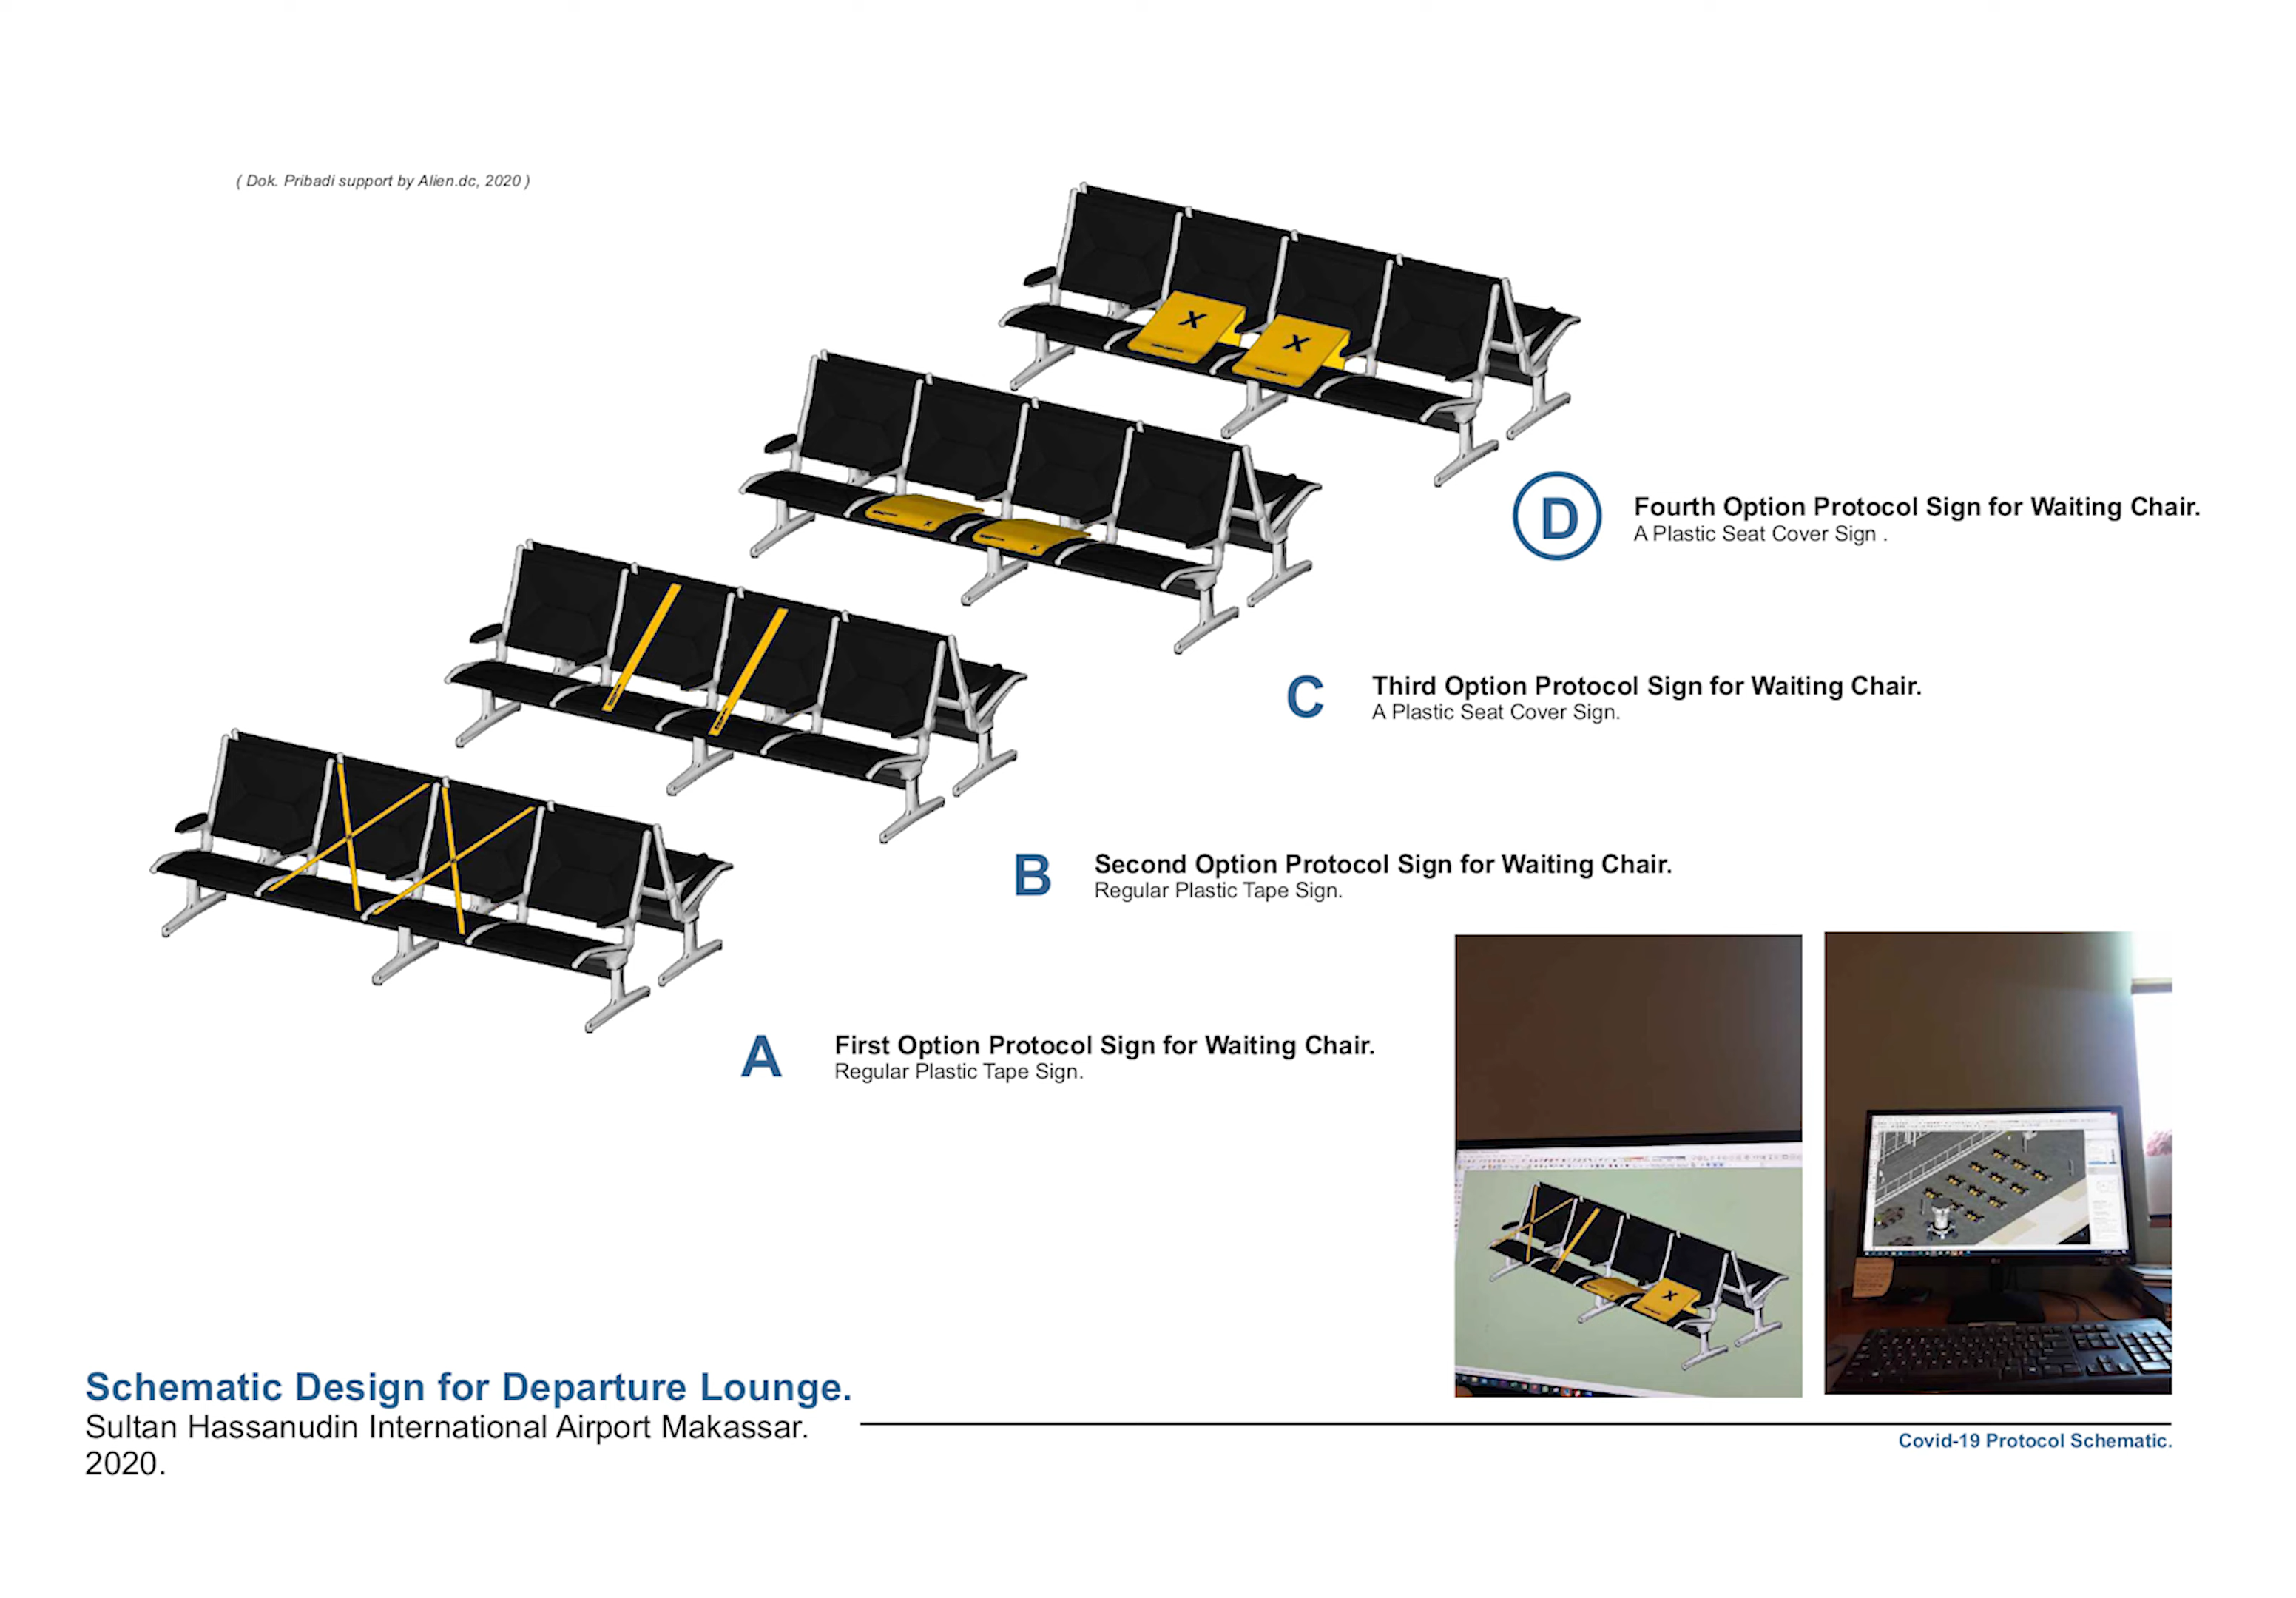 ( Dok. Pribadi support by Alien.dc, 2020 )
X
X
D
Fourth Option Protocol Sign for Waiting Chair.
A Plastic Seat Cover Sign .
X
X
C
Third Option Protocol Sign for Waiting Chair.
A Plastic Seat Cover Sign.
B
Second Option Protocol Sign for Waiting Chair.
Regular Plastic Tape Sign.
A
First Option Protocol Sign for Waiting Chair.
Regular Plastic Tape Sign.
X
Schematic Design for Departure Lounge.
Sultan Hassanudin International Airport Makassar.
2020.
Covid-19 Protocol Schematic.